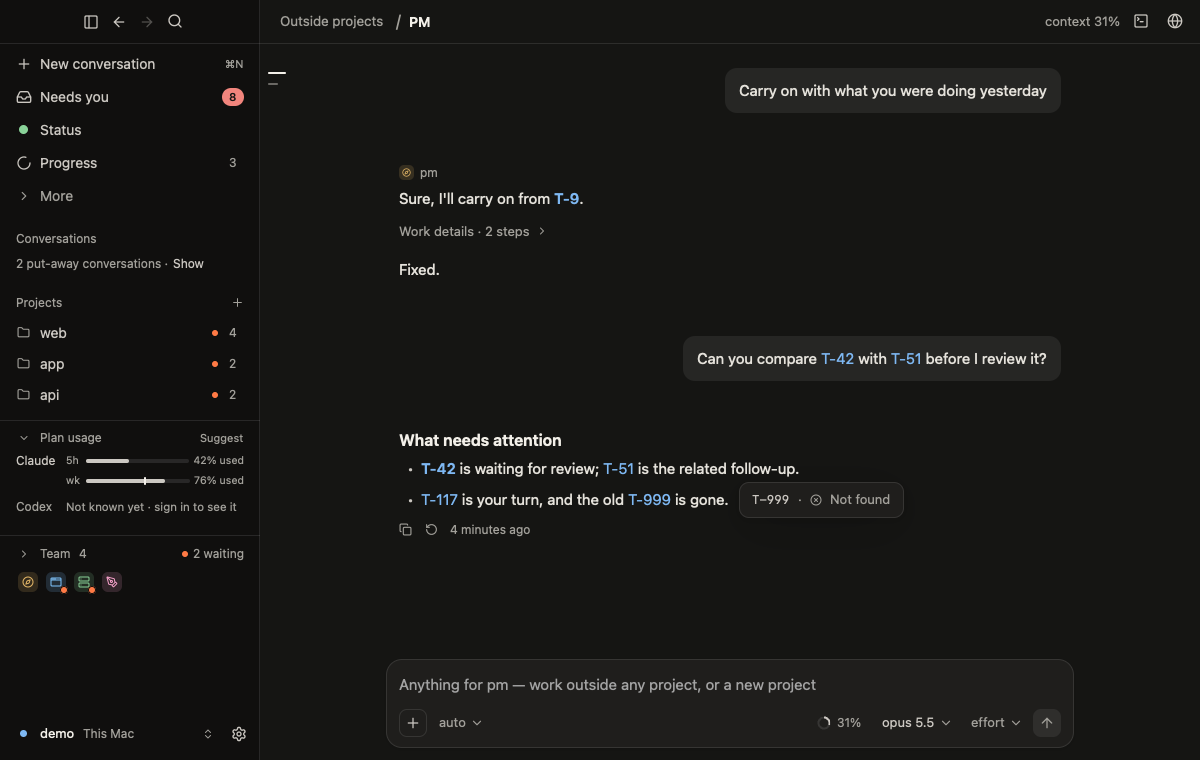 Outside projects / PM
context 31%
New conversation ⌘N
Needs you 8
Status
Progress 3
More
Conversations
2 put-away conversations · Show
Projects
web 4
app 2
api 2
Plan usage Suggest
Claude 5h 42% used
wk 76% used
Codex Not known yet · sign in to see it
Team 4 2 waiting
demo This Mac
Carry on with what you were doing yesterday
pm
Sure, I'll carry on from T-9.
Work details · 2 steps
Fixed.
Can you compare T-42 with T-51 before I review it?
What needs attention
• T-42 is waiting for review; T-51 is the related follow-up.
• T-117 is your turn, and the old T-999 is gone.
T-999 · Not found
4 minutes ago
Anything for pm — work outside any project, or a new project
auto 31% opus 5.5 effort